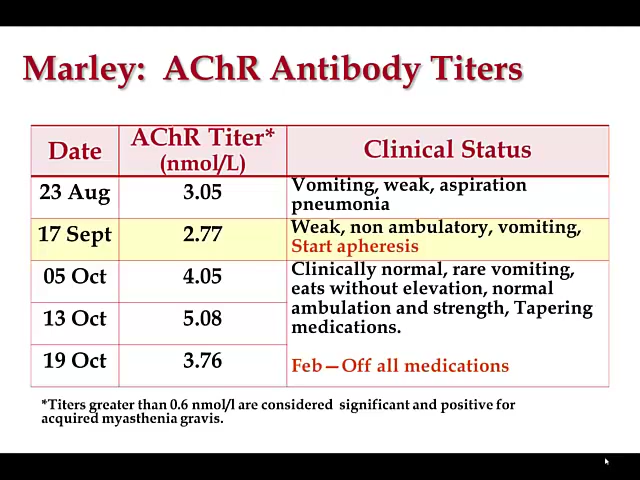 Marley:  AChR Antibody Titers
Date
AChR Titer*
(nmol/L)
Clinical Status
23 Aug
3.05
Vomiting, weak, aspiration
pneumonia
17 Sept
2.77
Weak, non ambulatory, vomiting,
Start apheresis
05 Oct
4.05
Clinically normal, rare vomiting,
eats without elevation, normal
ambulation and strength, Tapering
medications.
13 Oct
5.08
19 Oct
3.76
Feb—Off all medications
*Titers greater than 0.6 nmol/l are considered  significant and positive for
acquired myasthenia gravis.